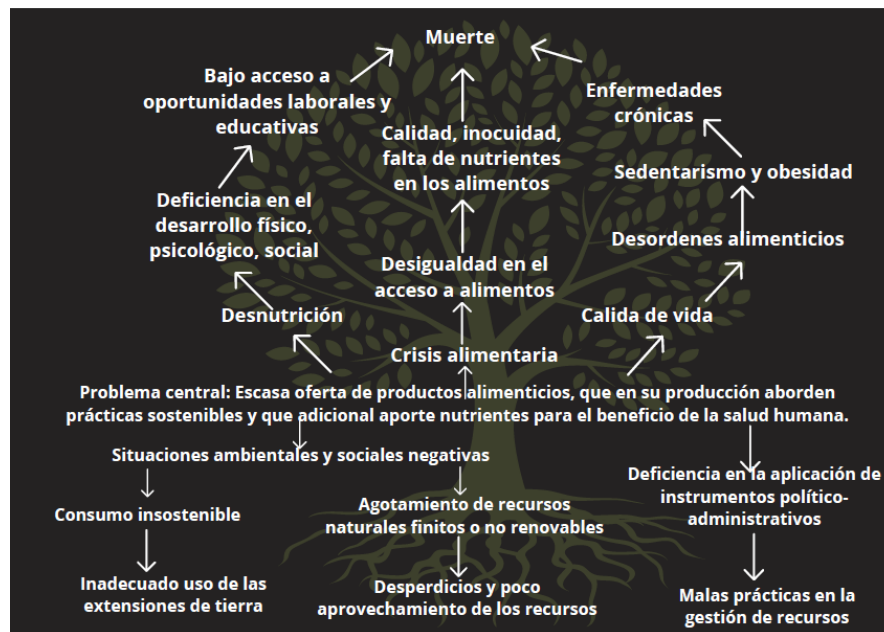 Muerte
Bajo acceso a
oportunidades laborales y
educativas
Enfermedades
crónicas
Calidad, inocuidad,
falta de nutrientes
en los alimentos
Sedentarismo y obesidad
Deficiencia en el
desarrollo físico,
psicológico, social
Desordenes alimenticios
Desigualdad en el
acceso a alimentos
Desnutrición
Calida de vida
Crisis alimentaria
Problema central: Escasa oferta de productos alimenticios, que en su producción aborden
prácticas sostenibles y que adicional aporte nutrientes para el beneficio de la salud humana.
Situaciones ambientales y sociales negativas
Deficiencia en la aplicación de
instrumentos político-
administrativos
Consumo insostenible
Agotamiento de recursos
naturales finitos o no renovables
Inadecuado uso de las
extensiones de tierra
Desperdicios y poco
aprovechamiento de los recursos
Malas prácticas en la
gestión de recursos